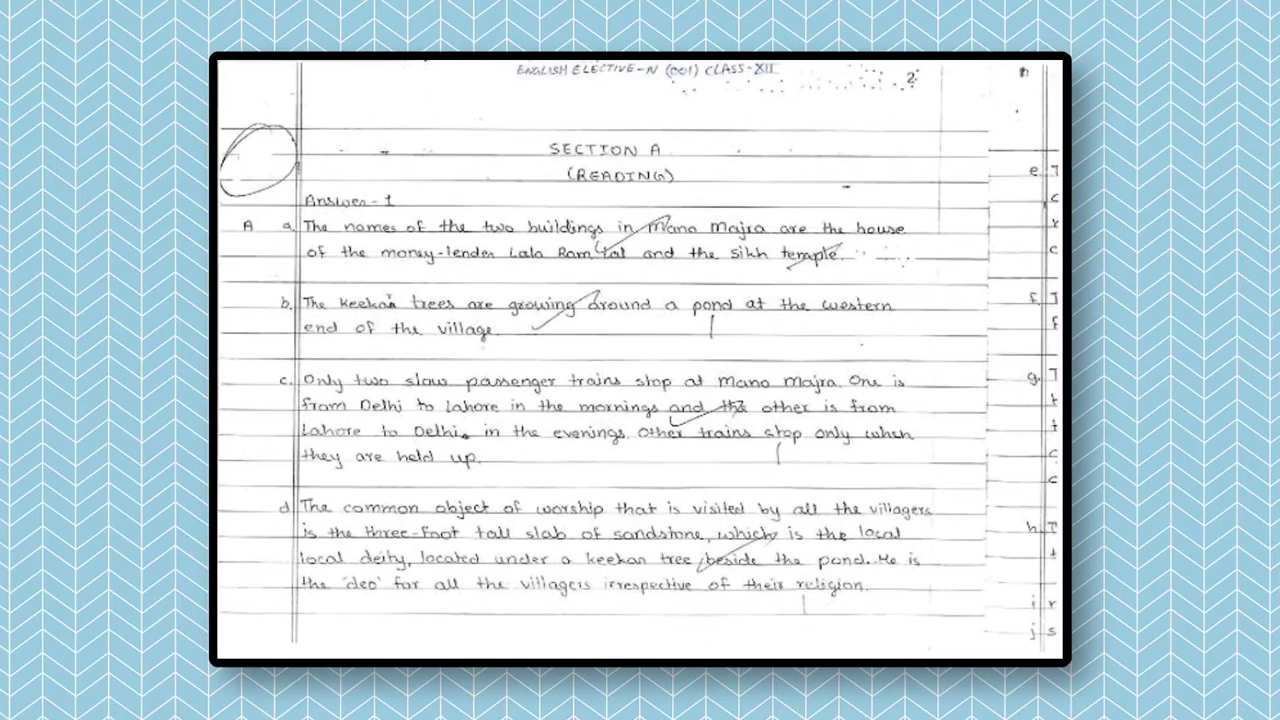 ENGLISH ELECTIVE-N (001) CLASS-XII
2
SECTION A
(READING)
Answer - 1
A a. The names of the two buildings in Mano Majra are the house
of the money-lender Lala Ram Lal and the Sikh temple.
b. The keekar trees are growing around a pond at the western
end of the village.
c. Only two slow passenger trains stop at Mano Majra. One is
from Delhi to Lahore in the mornings and the other is from
Lahore to Delhi in the evenings. Other trains stop only when
they are held up.
d. The common object of worship that is visited by all the villagers
is the three-foot tall slab of sandstone, which is the local
local deity, located under a keekar tree beside the pond. He is
the 'deo' for all the villagers irrespective of their religion.
e. T
c
c
f. J
f
g. T
t
t
c
c
h. T
t
i r
j s